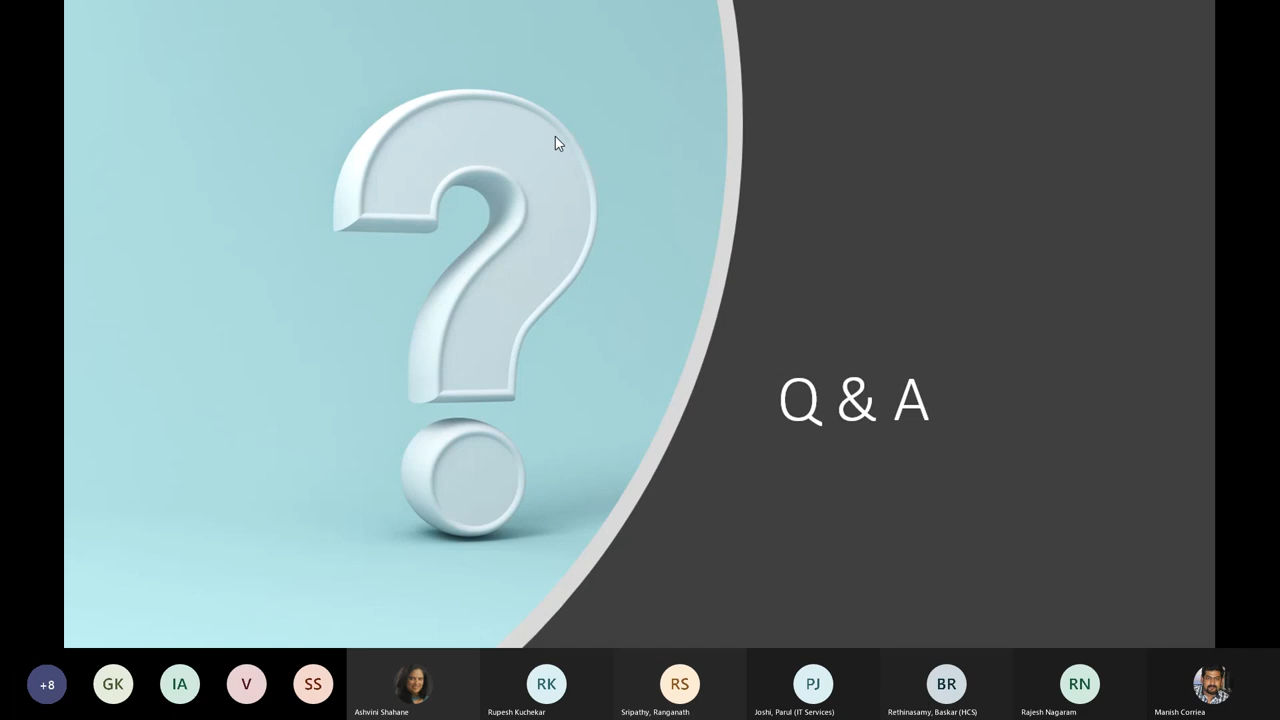 Q & A
+8
GK
IA
V
SS
Ashvini Shahane
RK
Rupesh Kuchekar
RS
Sripathy, Ranganath
PJ
Joshi, Parul (IT Services)
BR
Rethinasamy, Baskar (HCS)
RN
Rajesh Nagaram
Manish Corriea